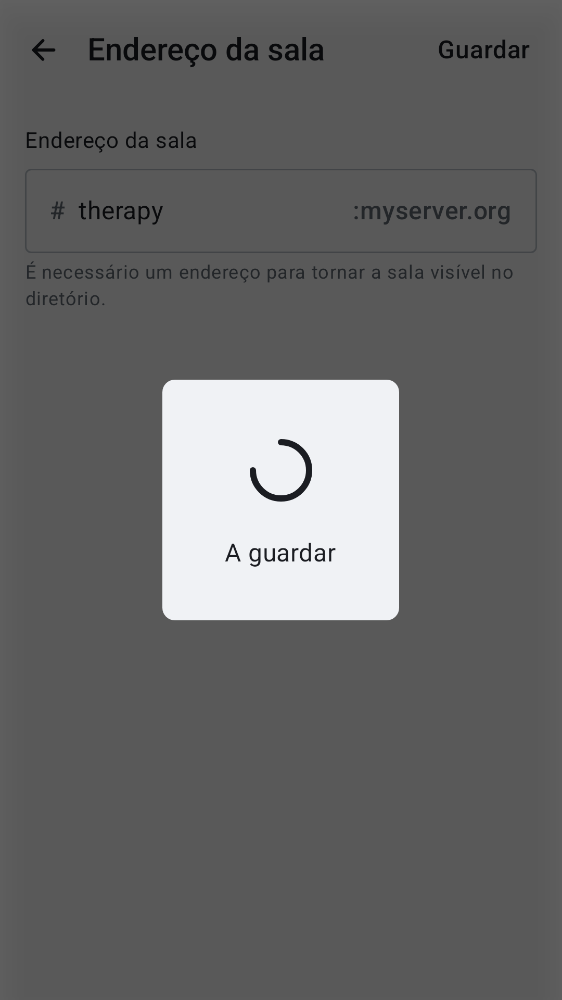 Endereço da sala
Guardar
Endereço da sala
# therapy :myserver.org
É necessário um endereço para tornar a sala visível no
diretório.
A guardar